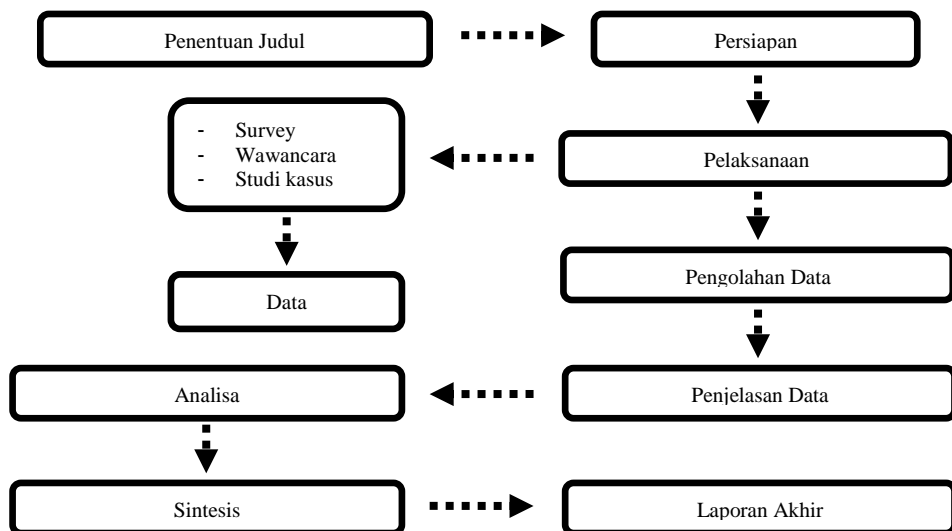 Penentuan Judul
Persiapan
- Survey
- Wawancara
- Studi kasus
Pelaksanaan
Data
Pengolahan Data
Analisa
Penjelasan Data
Sintesis
Laporan Akhir